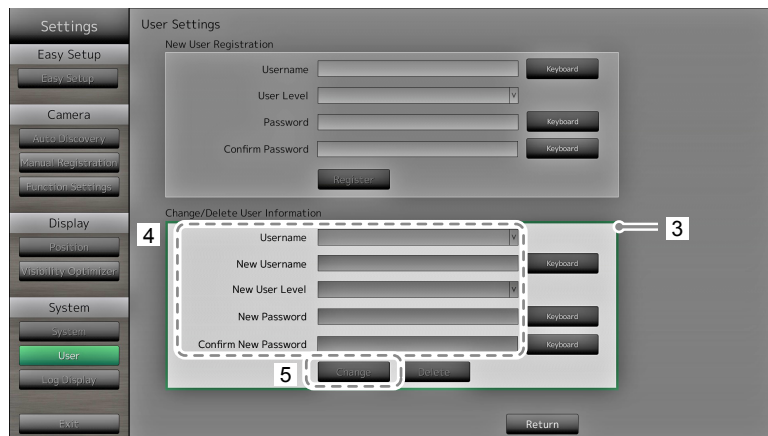 Settings
User Settings
Easy Setup
Easy Setup
Camera
Auto Discovery
Manual Registration
Function Settings
Display
Position
Visibility Optimizer
System
System
User
Log Display
Exit
New User Registration
Username
Keyboard
User Level
V
Password
Keyboard
Confirm Password
Keyboard
Register
Change/Delete User Information
3
4
Username
V
New Username
Keyboard
New User Level
V
New Password
Keyboard
Confirm New Password
Keyboard
5
Change
Delete
Return